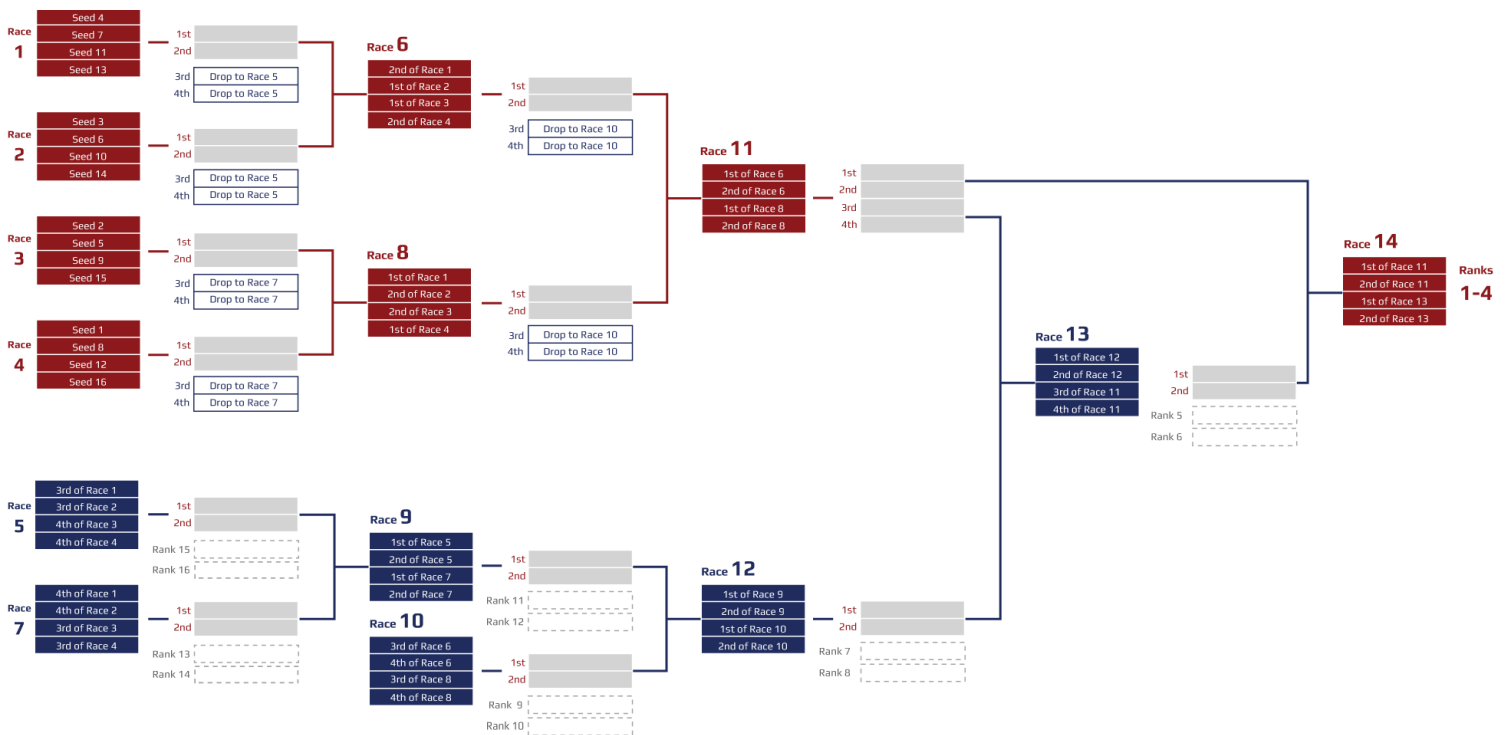 Race 1
Seed 4
Seed 7
Seed 11
Seed 13
1st
2nd
3rd Drop to Race 5
4th Drop to Race 5
Race 2
Seed 3
Seed 6
Seed 10
Seed 14
1st
2nd
3rd Drop to Race 5
4th Drop to Race 5
Race 3
Seed 2
Seed 5
Seed 9
Seed 15
1st
2nd
3rd Drop to Race 7
4th Drop to Race 7
Race 4
Seed 1
Seed 8
Seed 12
Seed 16
1st
2nd
3rd Drop to Race 7
4th Drop to Race 7
Race 6
2nd of Race 1
1st of Race 2
1st of Race 3
2nd of Race 4
1st
2nd
3rd Drop to Race 10
4th Drop to Race 10
Race 8
1st of Race 1
2nd of Race 2
2nd of Race 3
1st of Race 4
1st
2nd
3rd Drop to Race 10
4th Drop to Race 10
Race 11
1st of Race 6
2nd of Race 6
1st of Race 8
2nd of Race 8
1st
2nd
3rd
4th
Race 14
1st of Race 11
2nd of Race 11
1st of Race 13
2nd of Race 13
Ranks
1-4
Race 13
1st of Race 12
2nd of Race 12
3rd of Race 11
4th of Race 11
1st
2nd
Rank 5
Rank 6
Race 5
3rd of Race 1
3rd of Race 2
4th of Race 3
4th of Race 4
1st
2nd
Rank 15
Rank 16
Race 7
4th of Race 1
4th of Race 2
3rd of Race 3
3rd of Race 4
1st
2nd
Rank 13
Rank 14
Race 9
1st of Race 5
2nd of Race 5
1st of Race 7
2nd of Race 7
1st
2nd
Rank 11
Rank 12
Race 10
3rd of Race 6
4th of Race 6
3rd of Race 8
4th of Race 8
1st
2nd
Rank 9
Rank 10
Race 12
1st of Race 9
2nd of Race 9
1st of Race 10
2nd of Race 10
1st
2nd
Rank 7
Rank 8